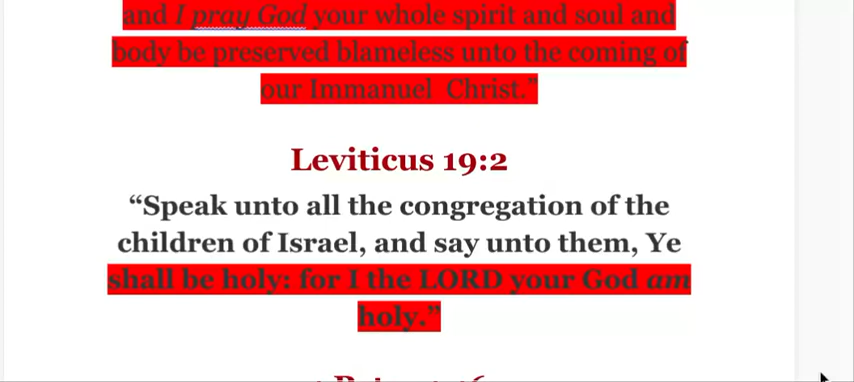 and I pray God your whole spirit and soul and
body be preserved blameless unto the coming of
our Immanuel Christ.”
Leviticus 19:2
“Speak unto all the congregation of the
children of Israel, and say unto them, Ye
shall be holy: for I the LORD your God am
holy.”